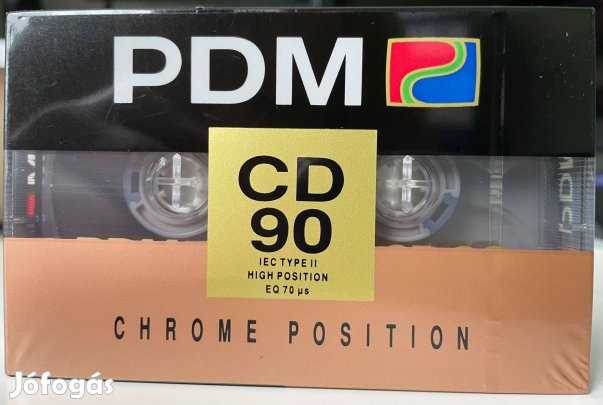 PDM
CD
90
IEC TYPE II
HIGH POSITION
EQ 70 µs
CHROME POSITION
Jófogás